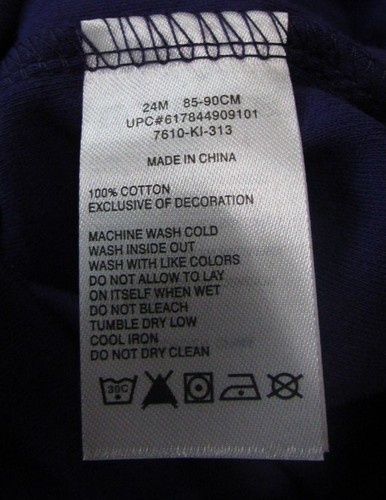 24M 85-90CM
UPC#617844909101
7610-KI-313
MADE IN CHINA
100% COTTON
EXCLUSIVE OF DECORATION
MACHINE WASH COLD
WASH INSIDE OUT
WASH WITH LIKE COLORS
DO NOT ALLOW TO LAY
ON ITSELF WHEN WET
DO NOT BLEACH
TUMBLE DRY LOW
COOL IRON
DO NOT DRY CLEAN
30C